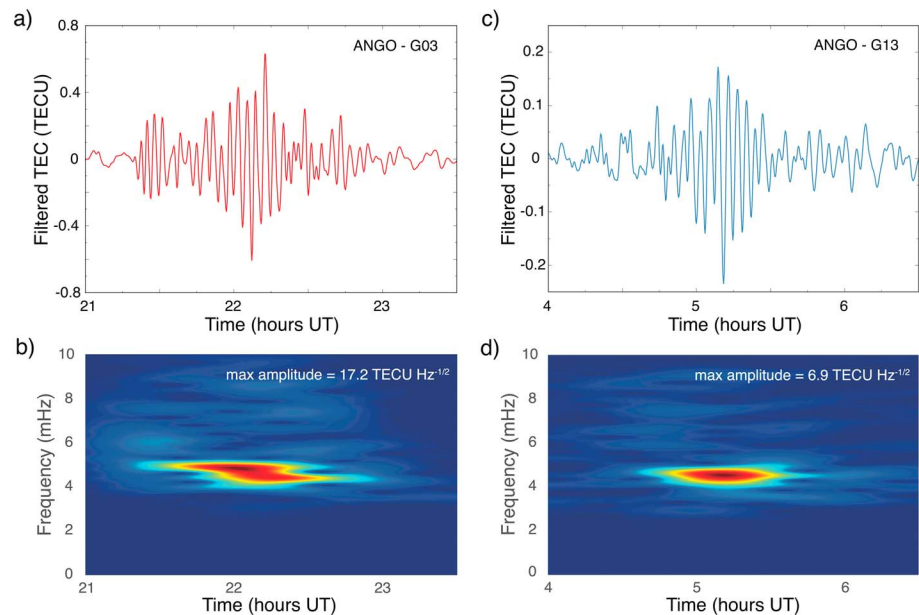 a)
0.8
0.4
0
-0.4
-0.8
Filtered TEC (TECU)
ANGO - G03
21
22
23
Time (hours UT)
c)
0.2
0.1
0
-0.1
-0.2
Filtered TEC (TECU)
ANGO - G13
4
5
6
Time (hours UT)
b)
10
8
6
4
2
0
Frequency (mHz)
max amplitude = 17.2 TECU Hz⁻¹/²
21
22
23
Time (hours UT)
d)
10
8
6
4
2
0
Frequency (mHz)
max amplitude = 6.9 TECU Hz⁻¹/²
4
5
6
Time (hours UT)